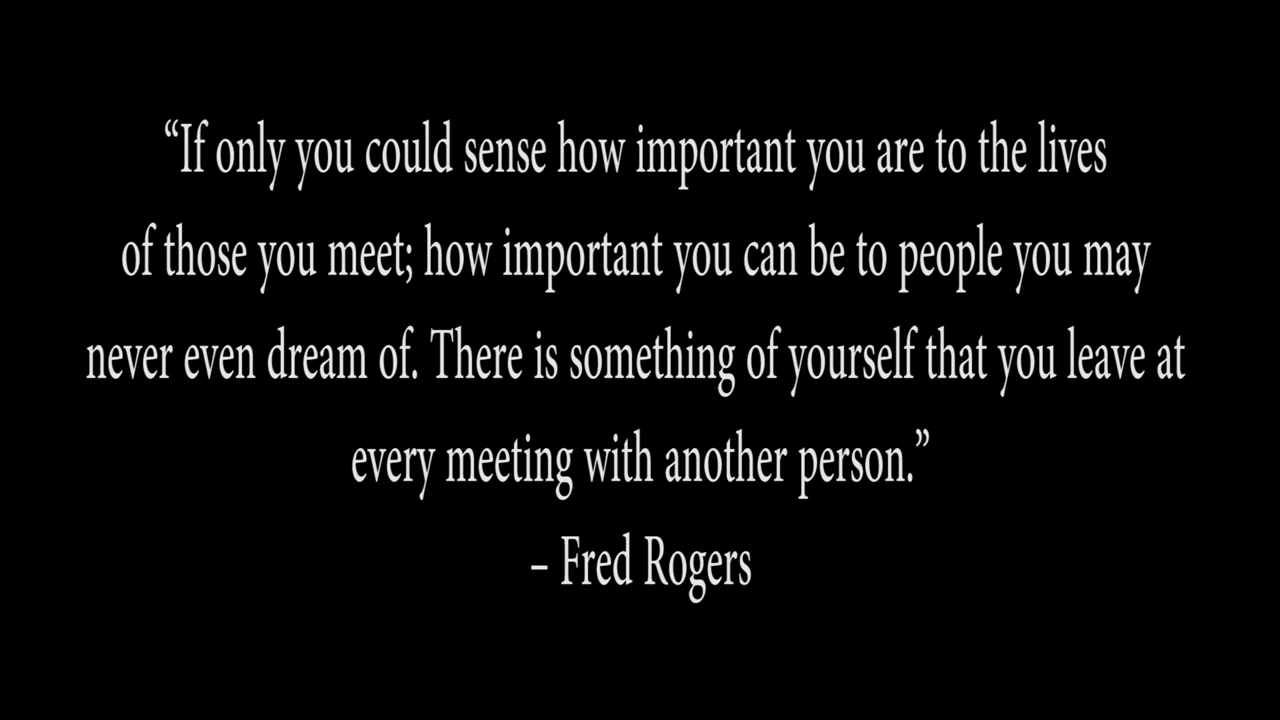 “If only you could sense how important you are to the lives
of those you meet; how important you can be to people you may
never even dream of. There is something of yourself that you leave at
every meeting with another person.”
– Fred Rogers